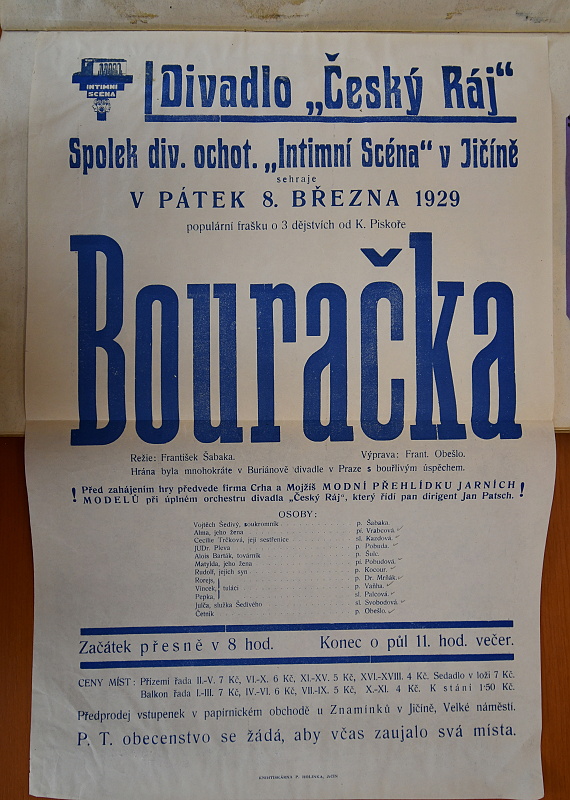 INTIMNÍ
SCÉNA
Divadlo „Český Ráj“
Spolek div. ochot. „Intimní Scéna“ v Jičíně
sehraje
V PÁTEK 8. BŘEZNA 1929
populární frašku o 3 dějstvích od K. Piskoře
Bouračka
Režie: František Šabaka. Výprava: Frant. Obešlo.
Hrána byla mnohokráte v Buriánově divadle v Praze s bouřlivým úspěchem.
! Před zahájením hry předvede firma Crha a Mojžíš MODNÍ PŘEHLÍDKU JARNÍCH !
MODELŮ při úplném orchestru divadla „Český Ráj“, který řídí pan dirigent Jan Patsch.
OSOBY:
Vojtěch Šedivý, soukromník p. Šabaka.
Alma, jeho žena pí. Vrabcová.
Cecilie Trčková, její sestřenice sl. Kazdová.
JUDr. Pleva p. Pobuda.
Alois Barták, továrník p. Šolc.
Matylda, jeho žena pí. Pobudová.
Rudolf, jejich syn p. Kocour.
Rorejs, p. Dr. Mrňák.
Vincek, tuláci p. Vaňha.
Pepka, sl. Palcová.
Julča, služka Šedivého sl. Svobodová.
Četník p. Obešlo.
Začátek přesně v 8 hod. Konec o půl 11. hod. večer.
CENY MÍST: Přízemí řada II.-V. 7 Kč, VI.-X. 6 Kč, XI.-XV. 5 Kč, XVI.-XVIII. 4 Kč. Sedadlo v loži 7 Kč.
Balkon řada I.-III. 7 Kč, IV.-VI. 6 Kč, VII.-IX. 5 Kč, X.-XI. 4 Kč. K stání 1·50 Kč.
Předprodej vstupenek v papírnickém obchodě u Znamínků v Jičíně, Velké náměstí.
P. T. obecenstvo se žádá, aby včas zaujalo svá místa.
KNIHTISKÁRNA F. HOLINKA, JIČÍN